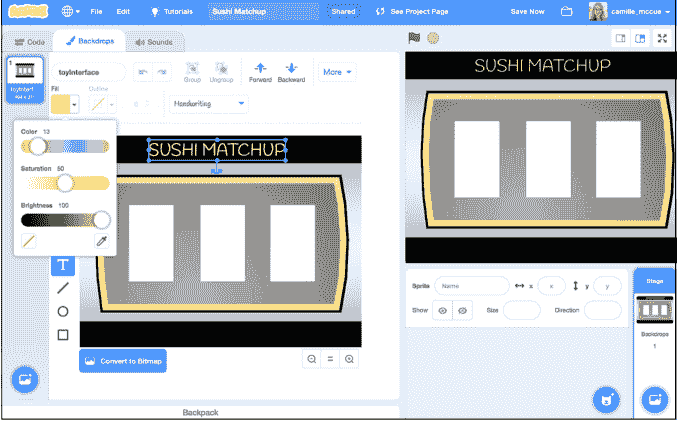 File Edit Tutorials Sushi Matchup Shared See Project Page Save Now camille_mccue
Code Backdrops Sounds
1
toyInterface
Group Ungroup Forward Backward More
Fill Outline
Handwriting
Color 13
Saturation 50
Brightness 100
SUSHI MATCHUP
T
Convert to Bitmap
Backpack
SUSHI MATCHUP
Sprite Name x x y y
Show Size Direction
Stage
Backdrops
1